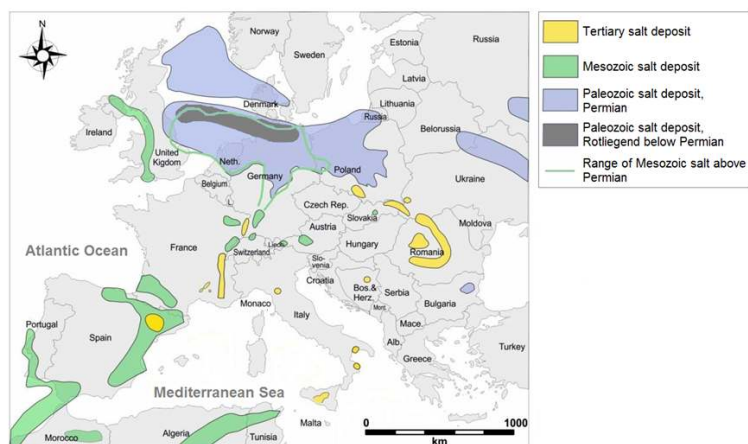 N
Norway
Sweden
Estonia
Russia
Latvia
Denmark
Lithuania
Russia
Ireland
United
Kingdom
Belorussia
Neth.
Poland
Germany
Belgium
L.
Ukraine
Czech Rep.
Slovakia
Moldova
France
Austria
Liech.
Switzerland
Hungary
Slo-
venia
Romania
Croatia
Atlantic Ocean
Bos.&
Herz.
Serbia
Monaco
Italy
Mont.
Bulgaria
Portugal
Spain
Mace.
Alb.
Turkey
Greece
Mediterranean Sea
Malta
Morocco
Algeria
Tunisia
0
1000
km
Tertiary salt deposit
Mesozoic salt deposit
Paleozoic salt deposit,
Permian
Paleozoic salt deposit,
Rotliegend below Permian
Range of Mesozoic salt above
Permian